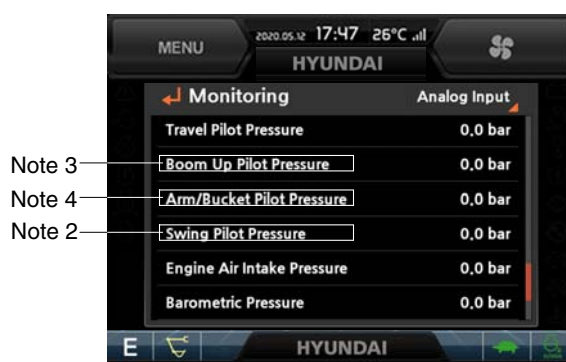 MENU
2020.05.12 17:47 26°C
HYUNDAI
Monitoring Analog Input
Travel Pilot Pressure 0.0 bar
Note 3 Boom Up Pilot Pressure 0.0 bar
Note 4 Arm/Bucket Pilot Pressure 0.0 bar
Note 2 Swing Pilot Pressure 0.0 bar
Engine Air Intake Pressure 0.0 bar
Barometric Pressure 0.0 bar
E HYUNDAI